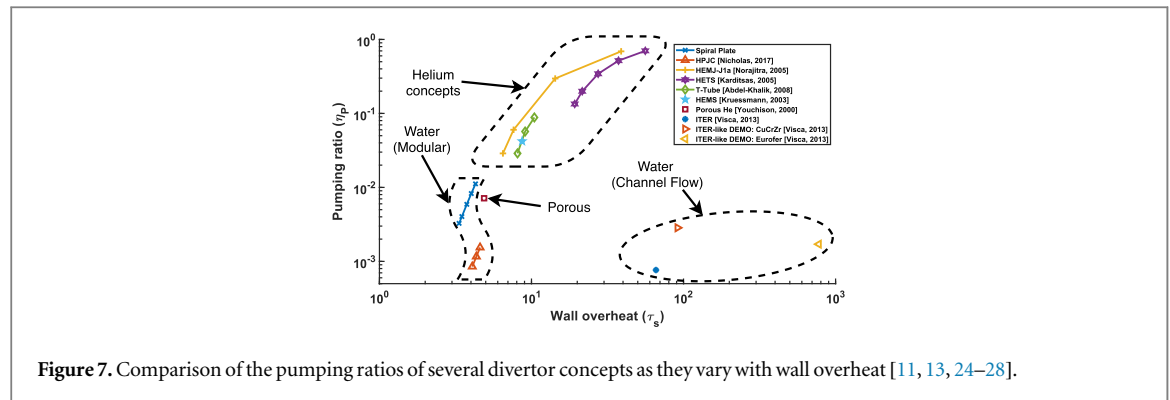 10^0
10^-1
10^-2
10^-3
Pumping ratio (η_P)
Helium
concepts
Water
(Modular)
Porous
Water
(Channel Flow)
Spiral Plate
HPJC [Nicholas, 2017]
HEMJ-J1a [Norajitra, 2005]
HETS [Karditsas, 2005]
T-Tube [Abdel-Khalik, 2008]
HEMS [Kruessmann, 2003]
Porous He [Youchison, 2000]
ITER [Visca, 2013]
ITER-like DEMO: CuCrZr [Visca, 2013]
ITER-like DEMO: Eurofer [Visca, 2013]
10^0 10^1 10^2 10^3
Wall overheat (τ_s)
Figure 7. Comparison of the pumping ratios of several divertor concepts as they vary with wall overheat [11, 13, 24–28].